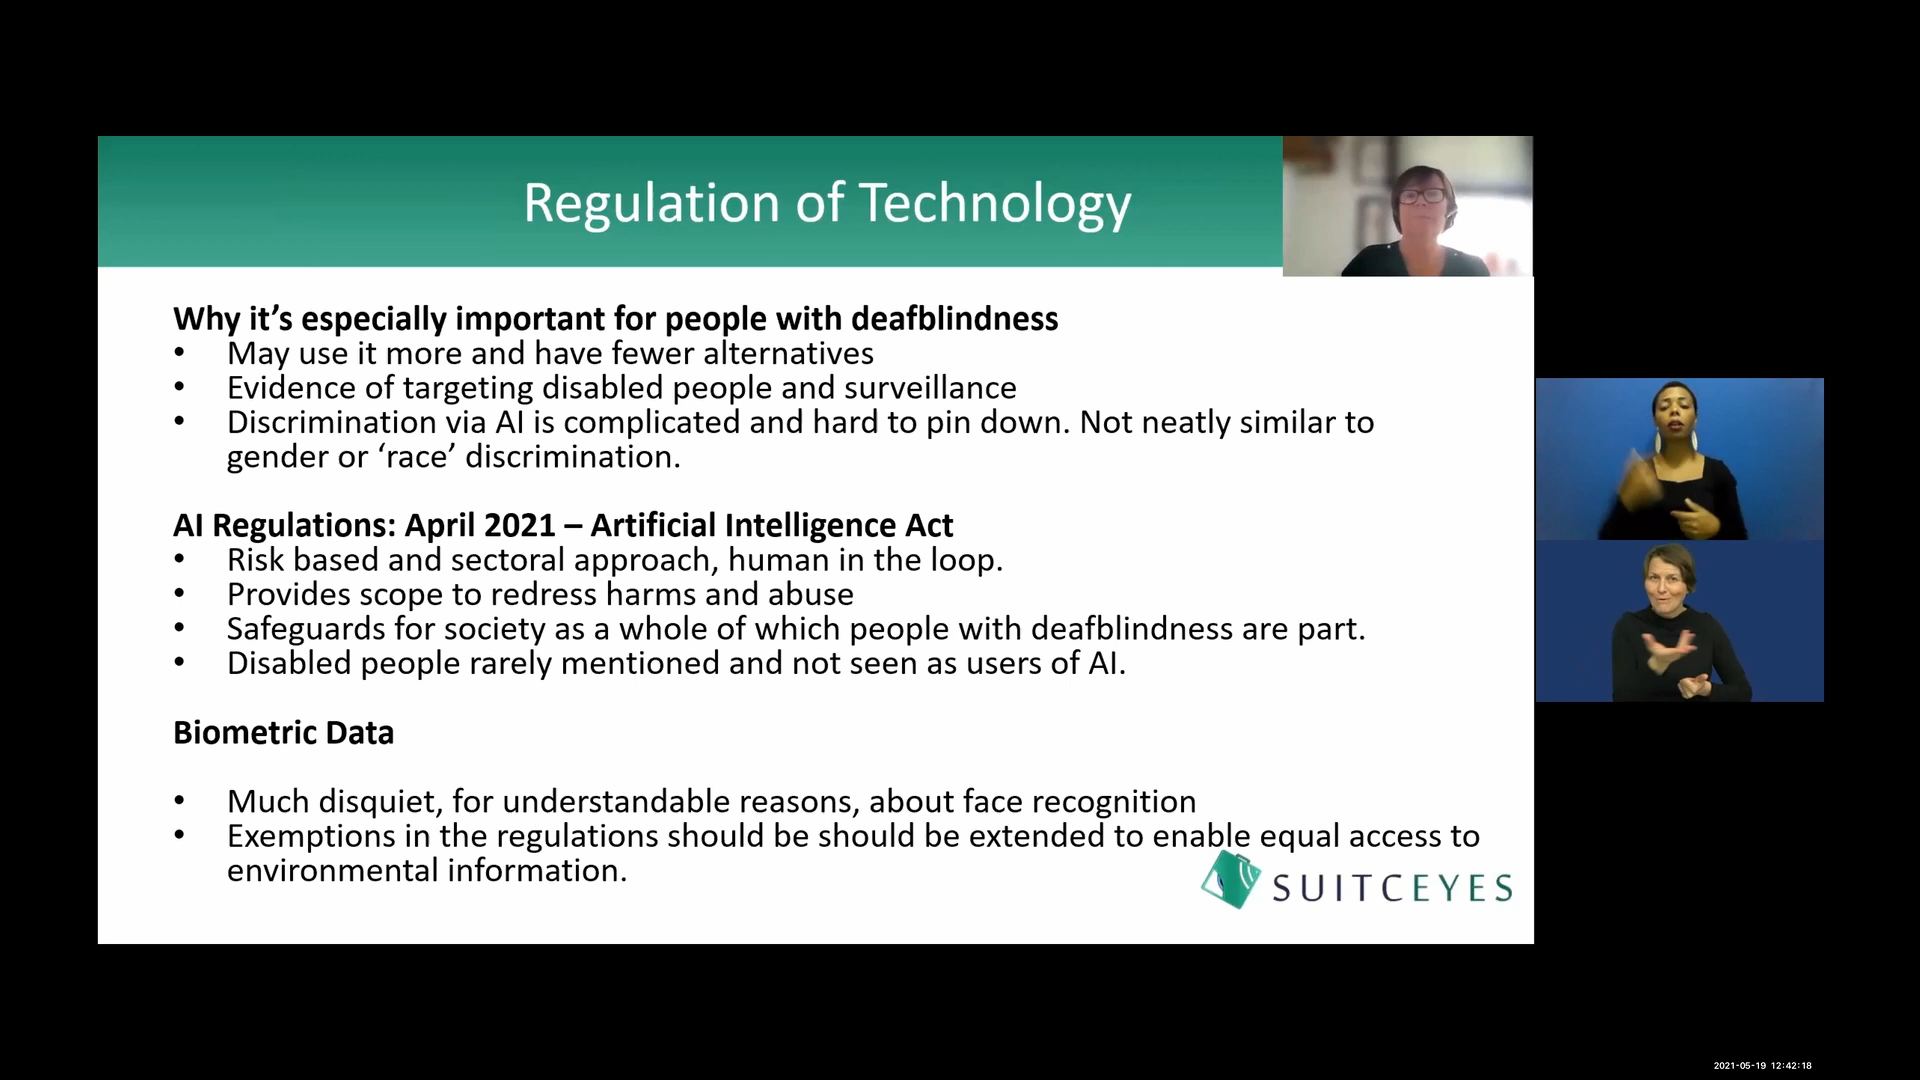 Regulation of Technology
Why it’s especially important for people with deafblindness
• May use it more and have fewer alternatives
• Evidence of targeting disabled people and surveillance
• Discrimination via AI is complicated and hard to pin down. Not neatly similar to
gender or ‘race’ discrimination.
AI Regulations: April 2021 – Artificial Intelligence Act
• Risk based and sectoral approach, human in the loop.
• Provides scope to redress harms and abuse
• Safeguards for society as a whole of which people with deafblindness are part.
• Disabled people rarely mentioned and not seen as users of AI.
Biometric Data
• Much disquiet, for understandable reasons, about face recognition
• Exemptions in the regulations should be should be extended to enable equal access to
environmental information.
SUITCEYES
2021-05-19 12:42:18